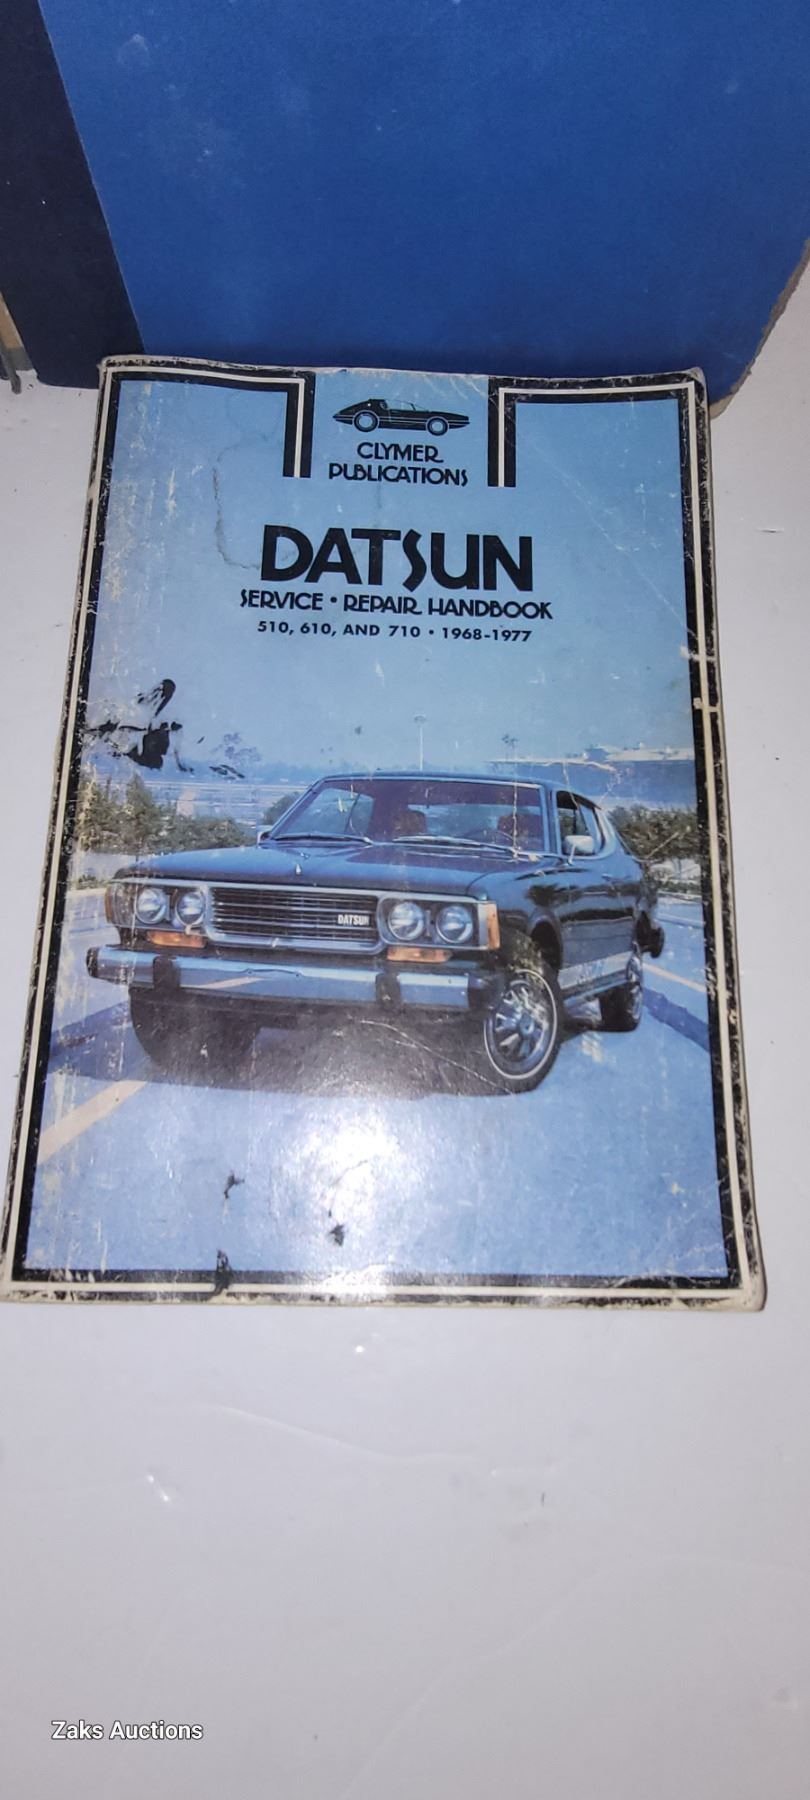 CLYMER
PUBLICATIONS
DATSUN
SERVICE • REPAIR HANDBOOK
510, 610, AND 710 • 1968-1977
DATSUN
Zaks Auctions